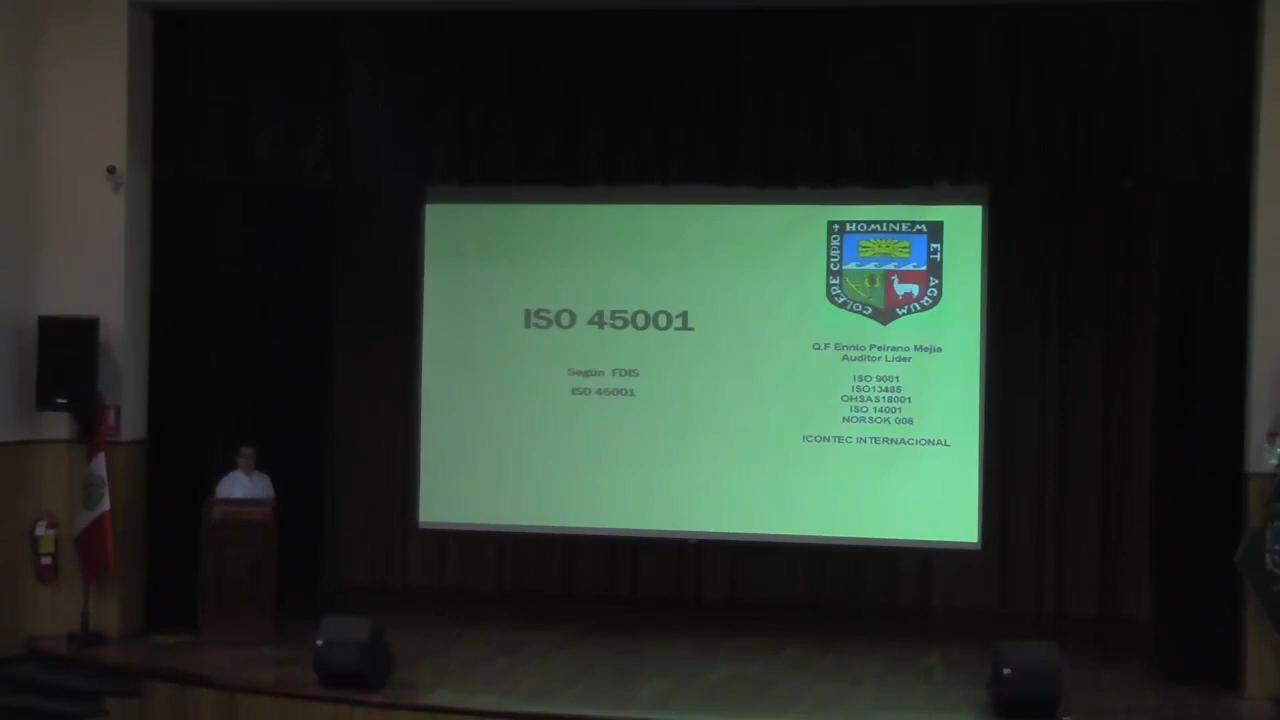 ISO 45001
Según FDIS
ISO 45001
COLERE CUPIO ✝ HOMINEM ET AGRUM
Q.F Ennio Peirano Mejia
Auditor Lider
ISO 9001
ISO13485
OHSAS18001
ISO 14001
NORSOK 006
ICONTEC INTERNACIONAL